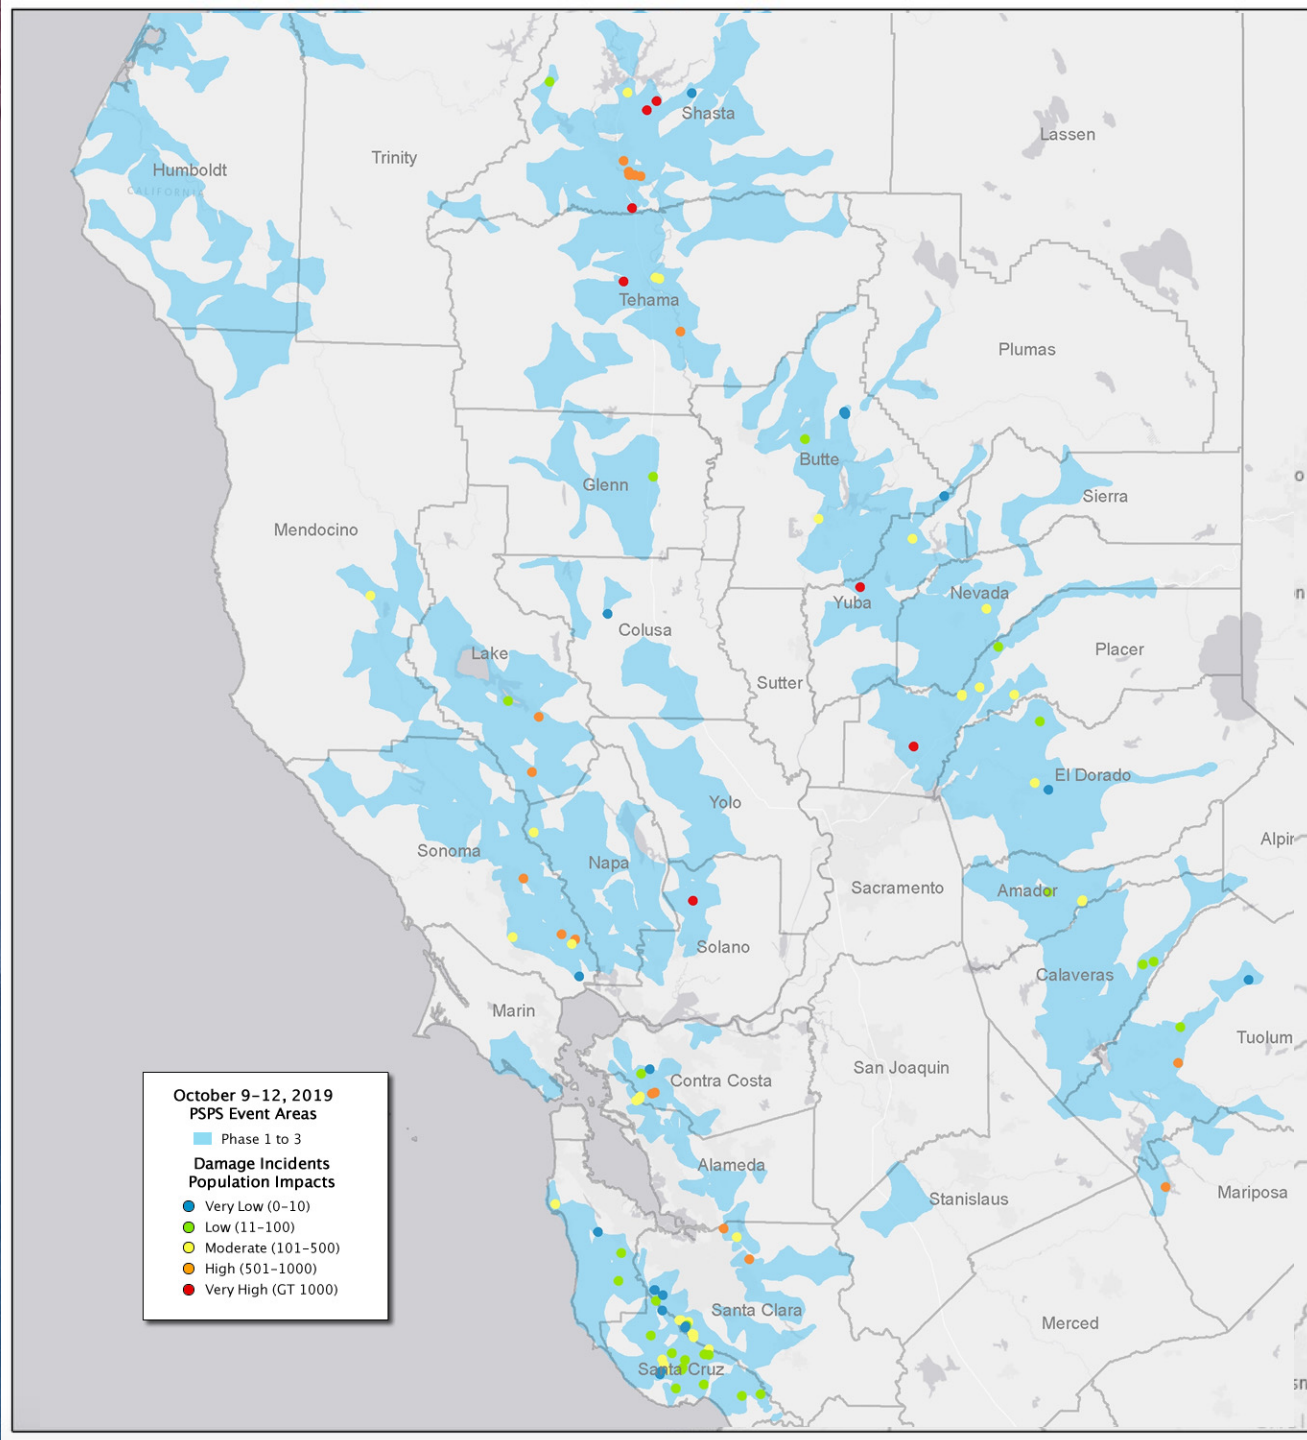 Shasta
Lassen
Trinity
Humboldt
CALIFORNIA
Tehama
Plumas
Butte
Glenn
Sierra
Mendocino
Nevada
Yuba
Colusa
Lake
Placer
Sutter
El Dorado
Yolo
Alpin
Sonoma
Napa
Sacramento
Amador
Solano
Calaveras
Marin
Tuolum
San Joaquin
Contra Costa
October 9-12, 2019
PSPS Event Areas
Phase 1 to 3
Damage Incidents
Population Impacts
Very Low (0-10)
Low (11-100)
Moderate (101-500)
High (501-1000)
Very High (GT 1000)
Alameda
Stanislaus
Mariposa
Santa Clara
Merced
Santa Cruz